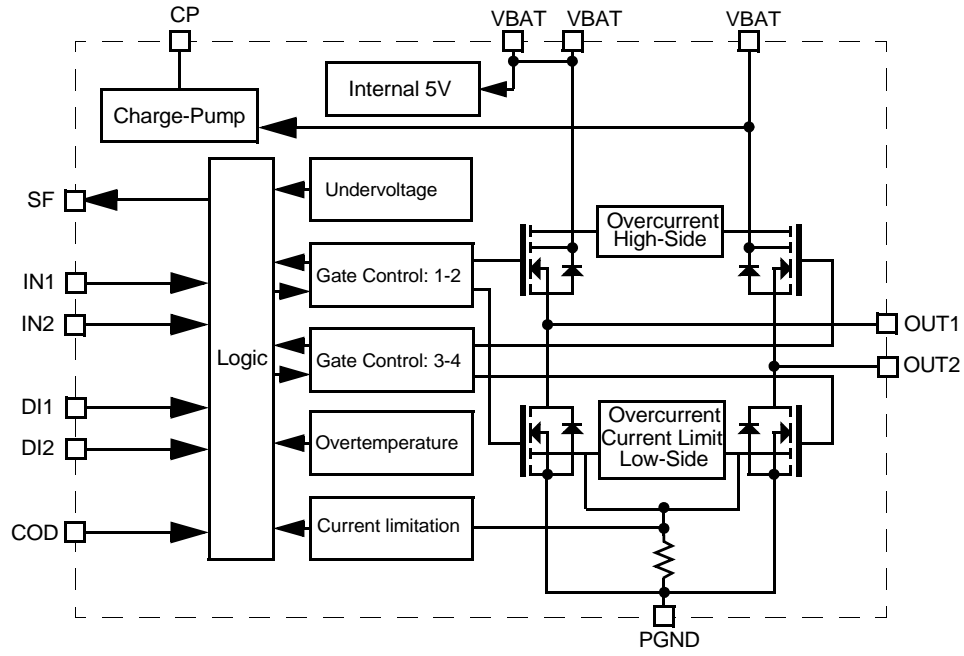 CP
VBAT
VBAT
VBAT
Internal 5V
Charge-Pump
SF
Undervoltage
Overcurrent
High-Side
IN1
Gate Control: 1-2
IN2
OUT1
Logic
Gate Control: 3-4
OUT2
DI1
DI2
Overtemperature
Overcurrent
Current Limit
Low-Side
COD
Current limitation
PGND